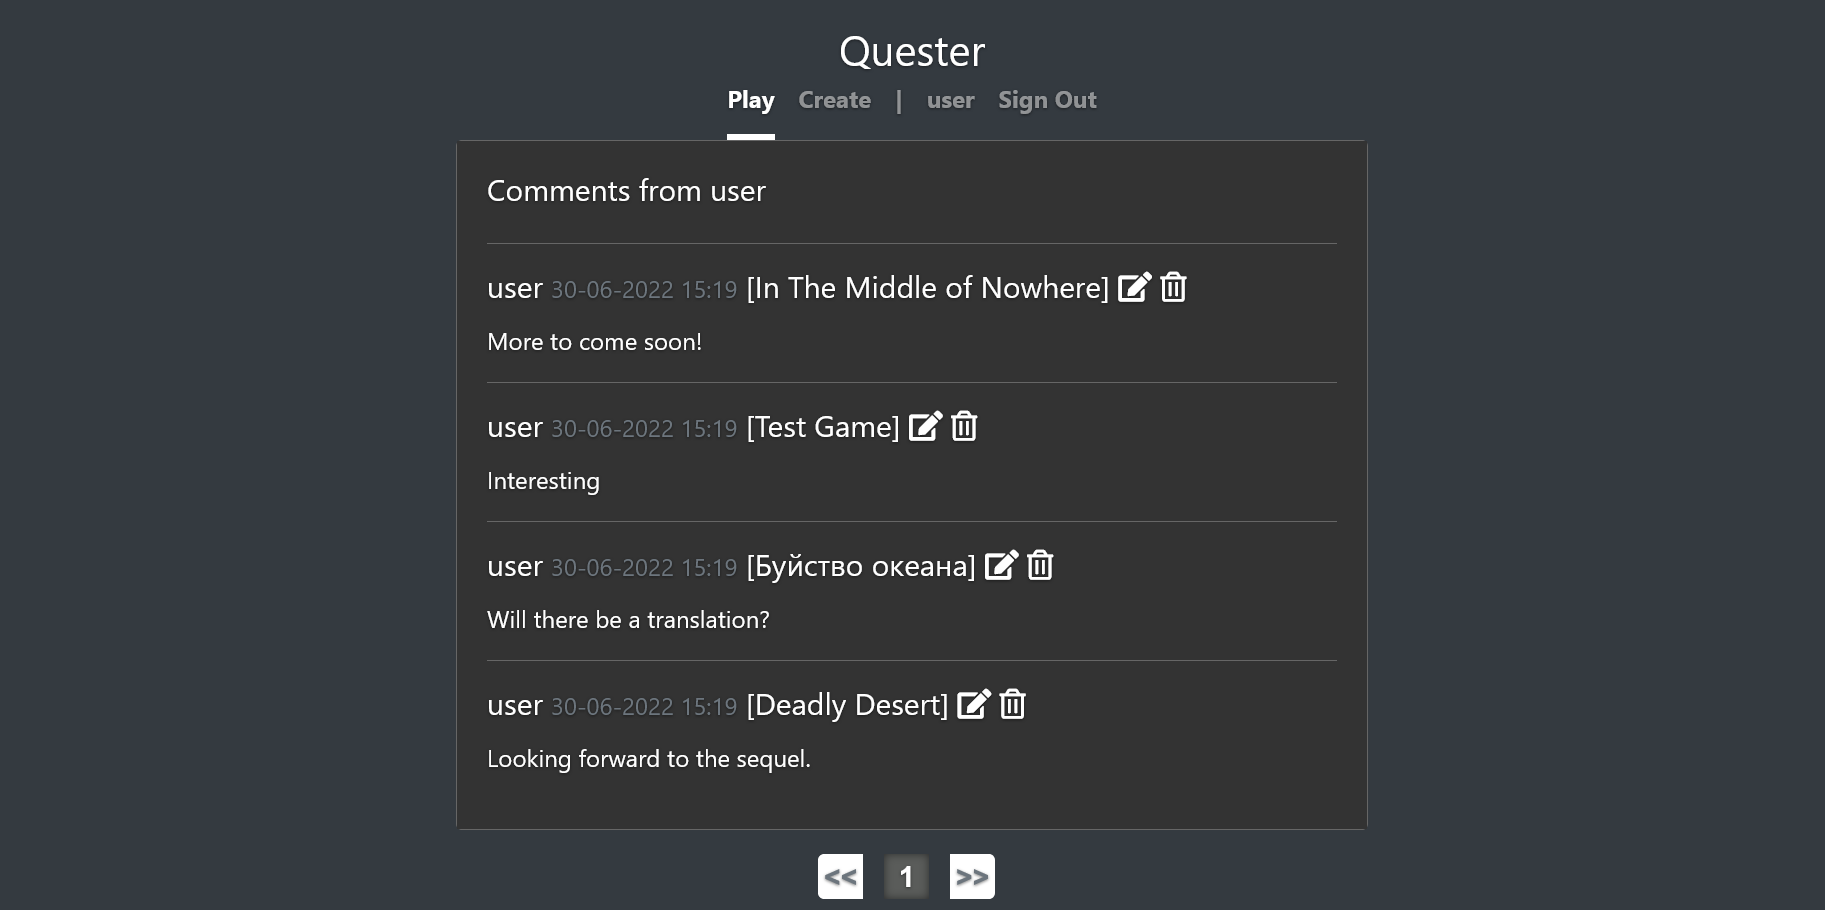 Quester
Play Create | user Sign Out
Comments from user
user 30-06-2022 15:19 [In The Middle of Nowhere]
More to come soon!
user 30-06-2022 15:19 [Test Game]
Interesting
user 30-06-2022 15:19 [Буйство океана]
Will there be a translation?
user 30-06-2022 15:19 [Deadly Desert]
Looking forward to the sequel.
<< 1 >>